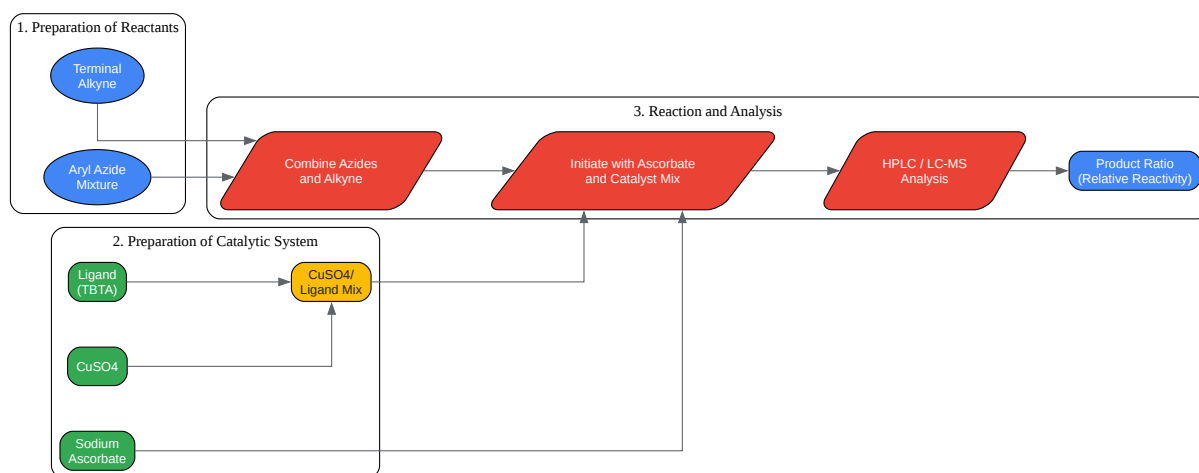 1. Preparation of Reactants
Terminal
Alkyne
Aryl Azide
Mixture
3. Reaction and Analysis
Combine Azides
and Alkyne
Initiate with Ascorbate
and Catalyst Mix
HPLC / LC-MS
Analysis
Product Ratio
(Relative Reactivity)
2. Preparation of Catalytic System
Ligand
(TBTA)
CuSO4/
Ligand Mix
CuSO4
Sodium
Ascorbate